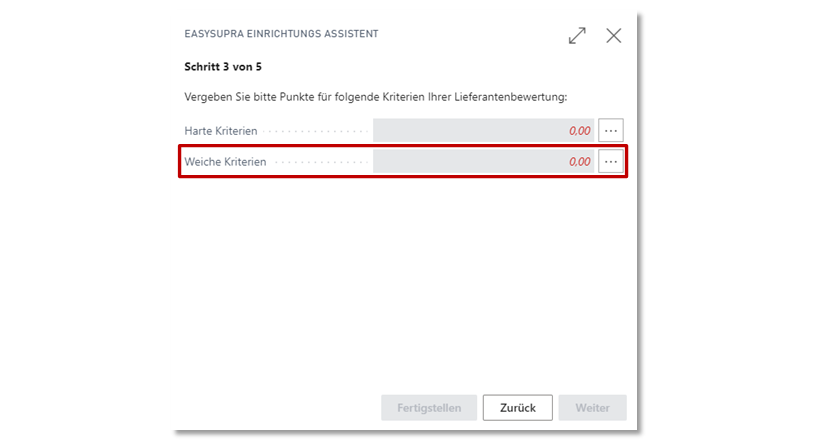 EASYSUPRA EINRICHTUNGS ASSISTENT
Schritt 3 von 5
Vergeben Sie bitte Punkte für folgende Kriterien Ihrer Lieferantenbewertung:
Harte Kriterien 0,00 ...
Weiche Kriterien 0,00 ...
Fertigstellen Zurück Weiter